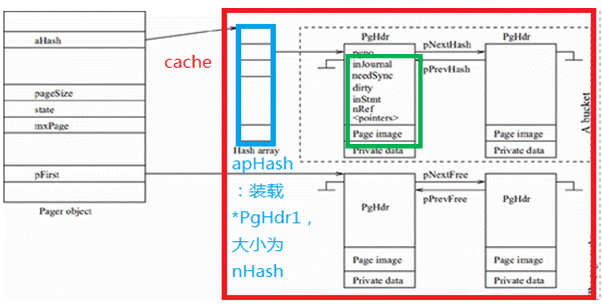 aHash
pageSize
state
mxPage
pFirst
Pager object
cache
Hash array
apHash
:装载
*PgHdr1,
大小为
nHash
PgHdr
pNextHash
PgHdr
pgno
inJournal
pPrevHash
needSync
dirty
inStmt
nRef
<pointers>
Page image
Page image
Private data
Private data
A bucket
pNextFree
PgHdr
pPrevFree
PgHdr
Page image
Page image
Private data
Private data